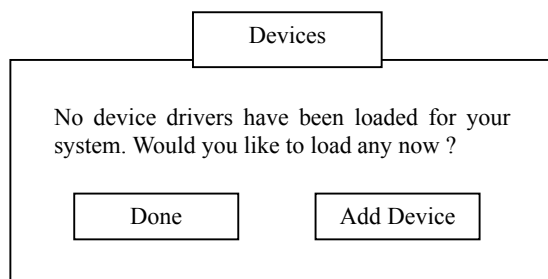 Devices
No device drivers have been loaded for your
system. Would you like to load any now ?
Done
Add Device